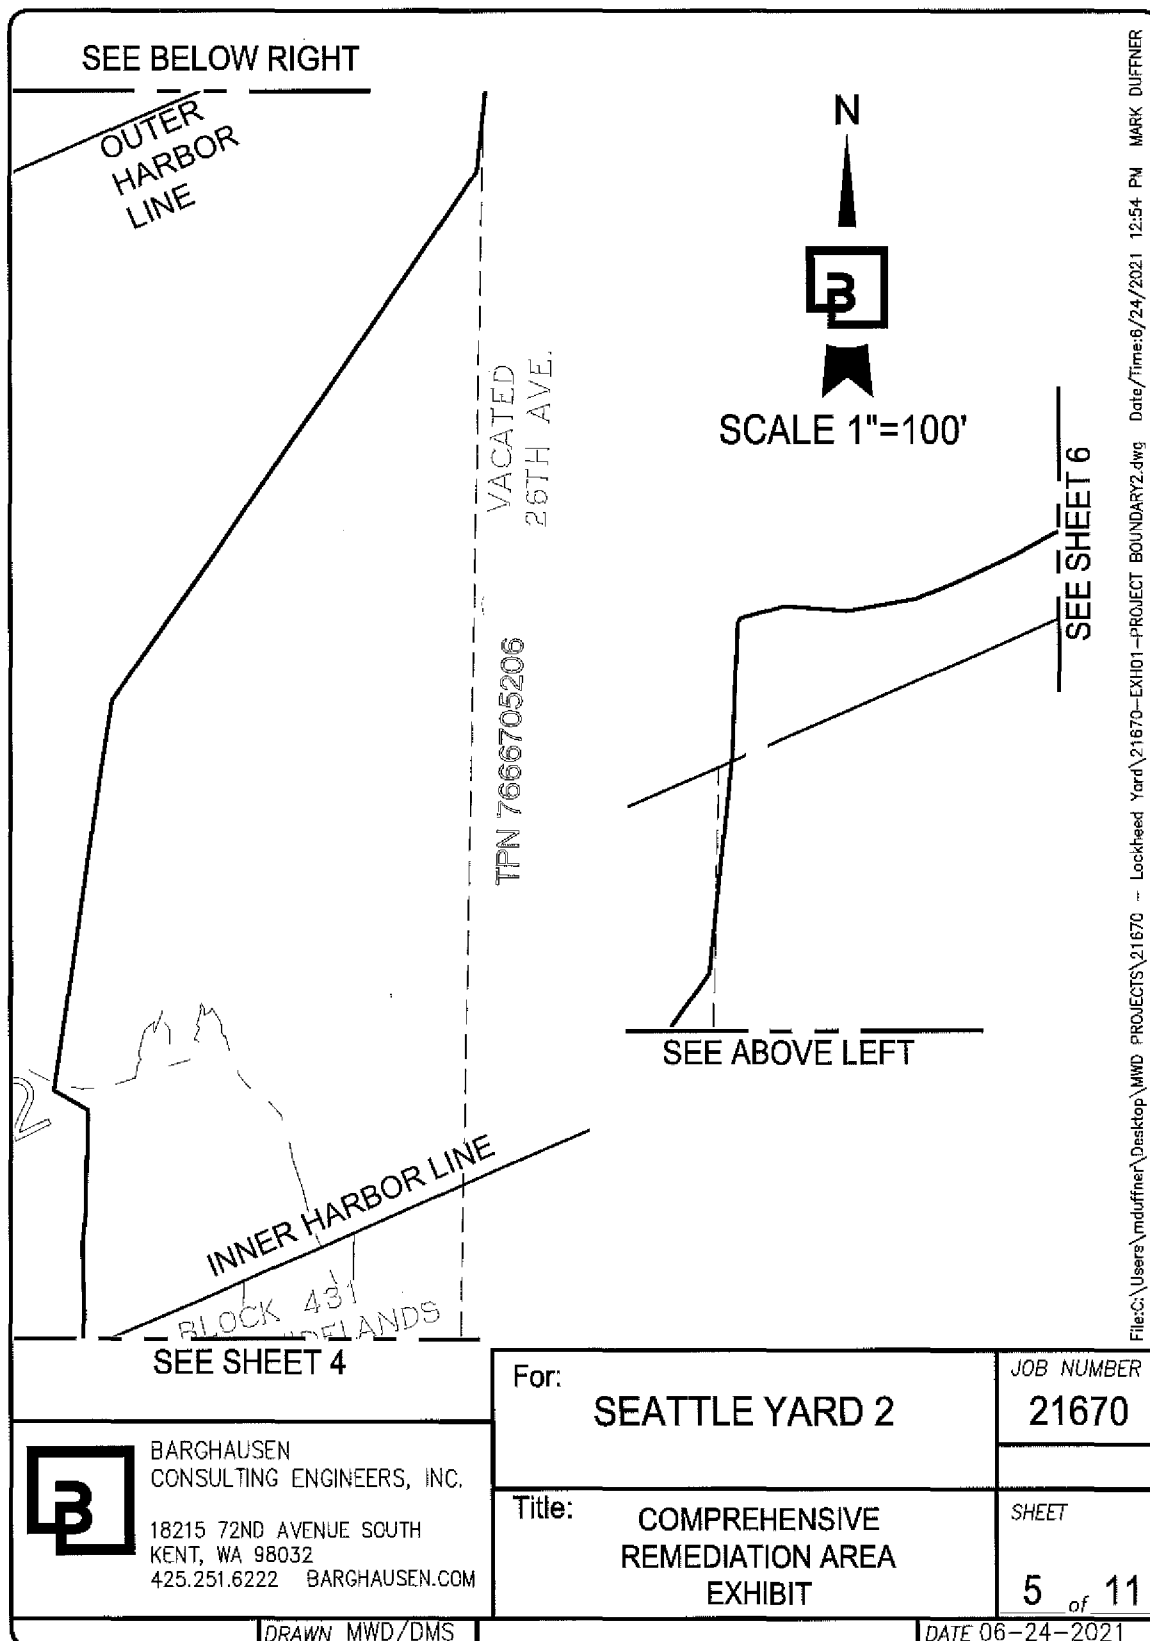 SEE BELOW RIGHT
OUTER
HARBOR
LINE
N
B
SCALE 1"=100'
VACATED
26TH AVE.
TPN 7666705206
SEE SHEET 6
SEE ABOVE LEFT
2
INNER HARBOR LINE
BLOCK 431
SEE SHEET 4
File:C:\Users\mduffner\Desktop\MWD PROJECTS\21670 - Lockheed Yard\21670-EXH01-PROJECT BOUNDARY2.dwg Date/Time:6/24/2021 12:54 PM MARK DUFFNER
For:
SEATTLE YARD 2
JOB NUMBER
21670
B
BARGHAUSEN
CONSULTING ENGINEERS, INC.
18215 72ND AVENUE SOUTH
KENT, WA 98032
425.251.6222 BARGHAUSEN.COM
Title:
COMPREHENSIVE
REMEDIATION AREA
EXHIBIT
SHEET
5 of 11
DRAWN MWD/DMS
DATE 06-24-2021